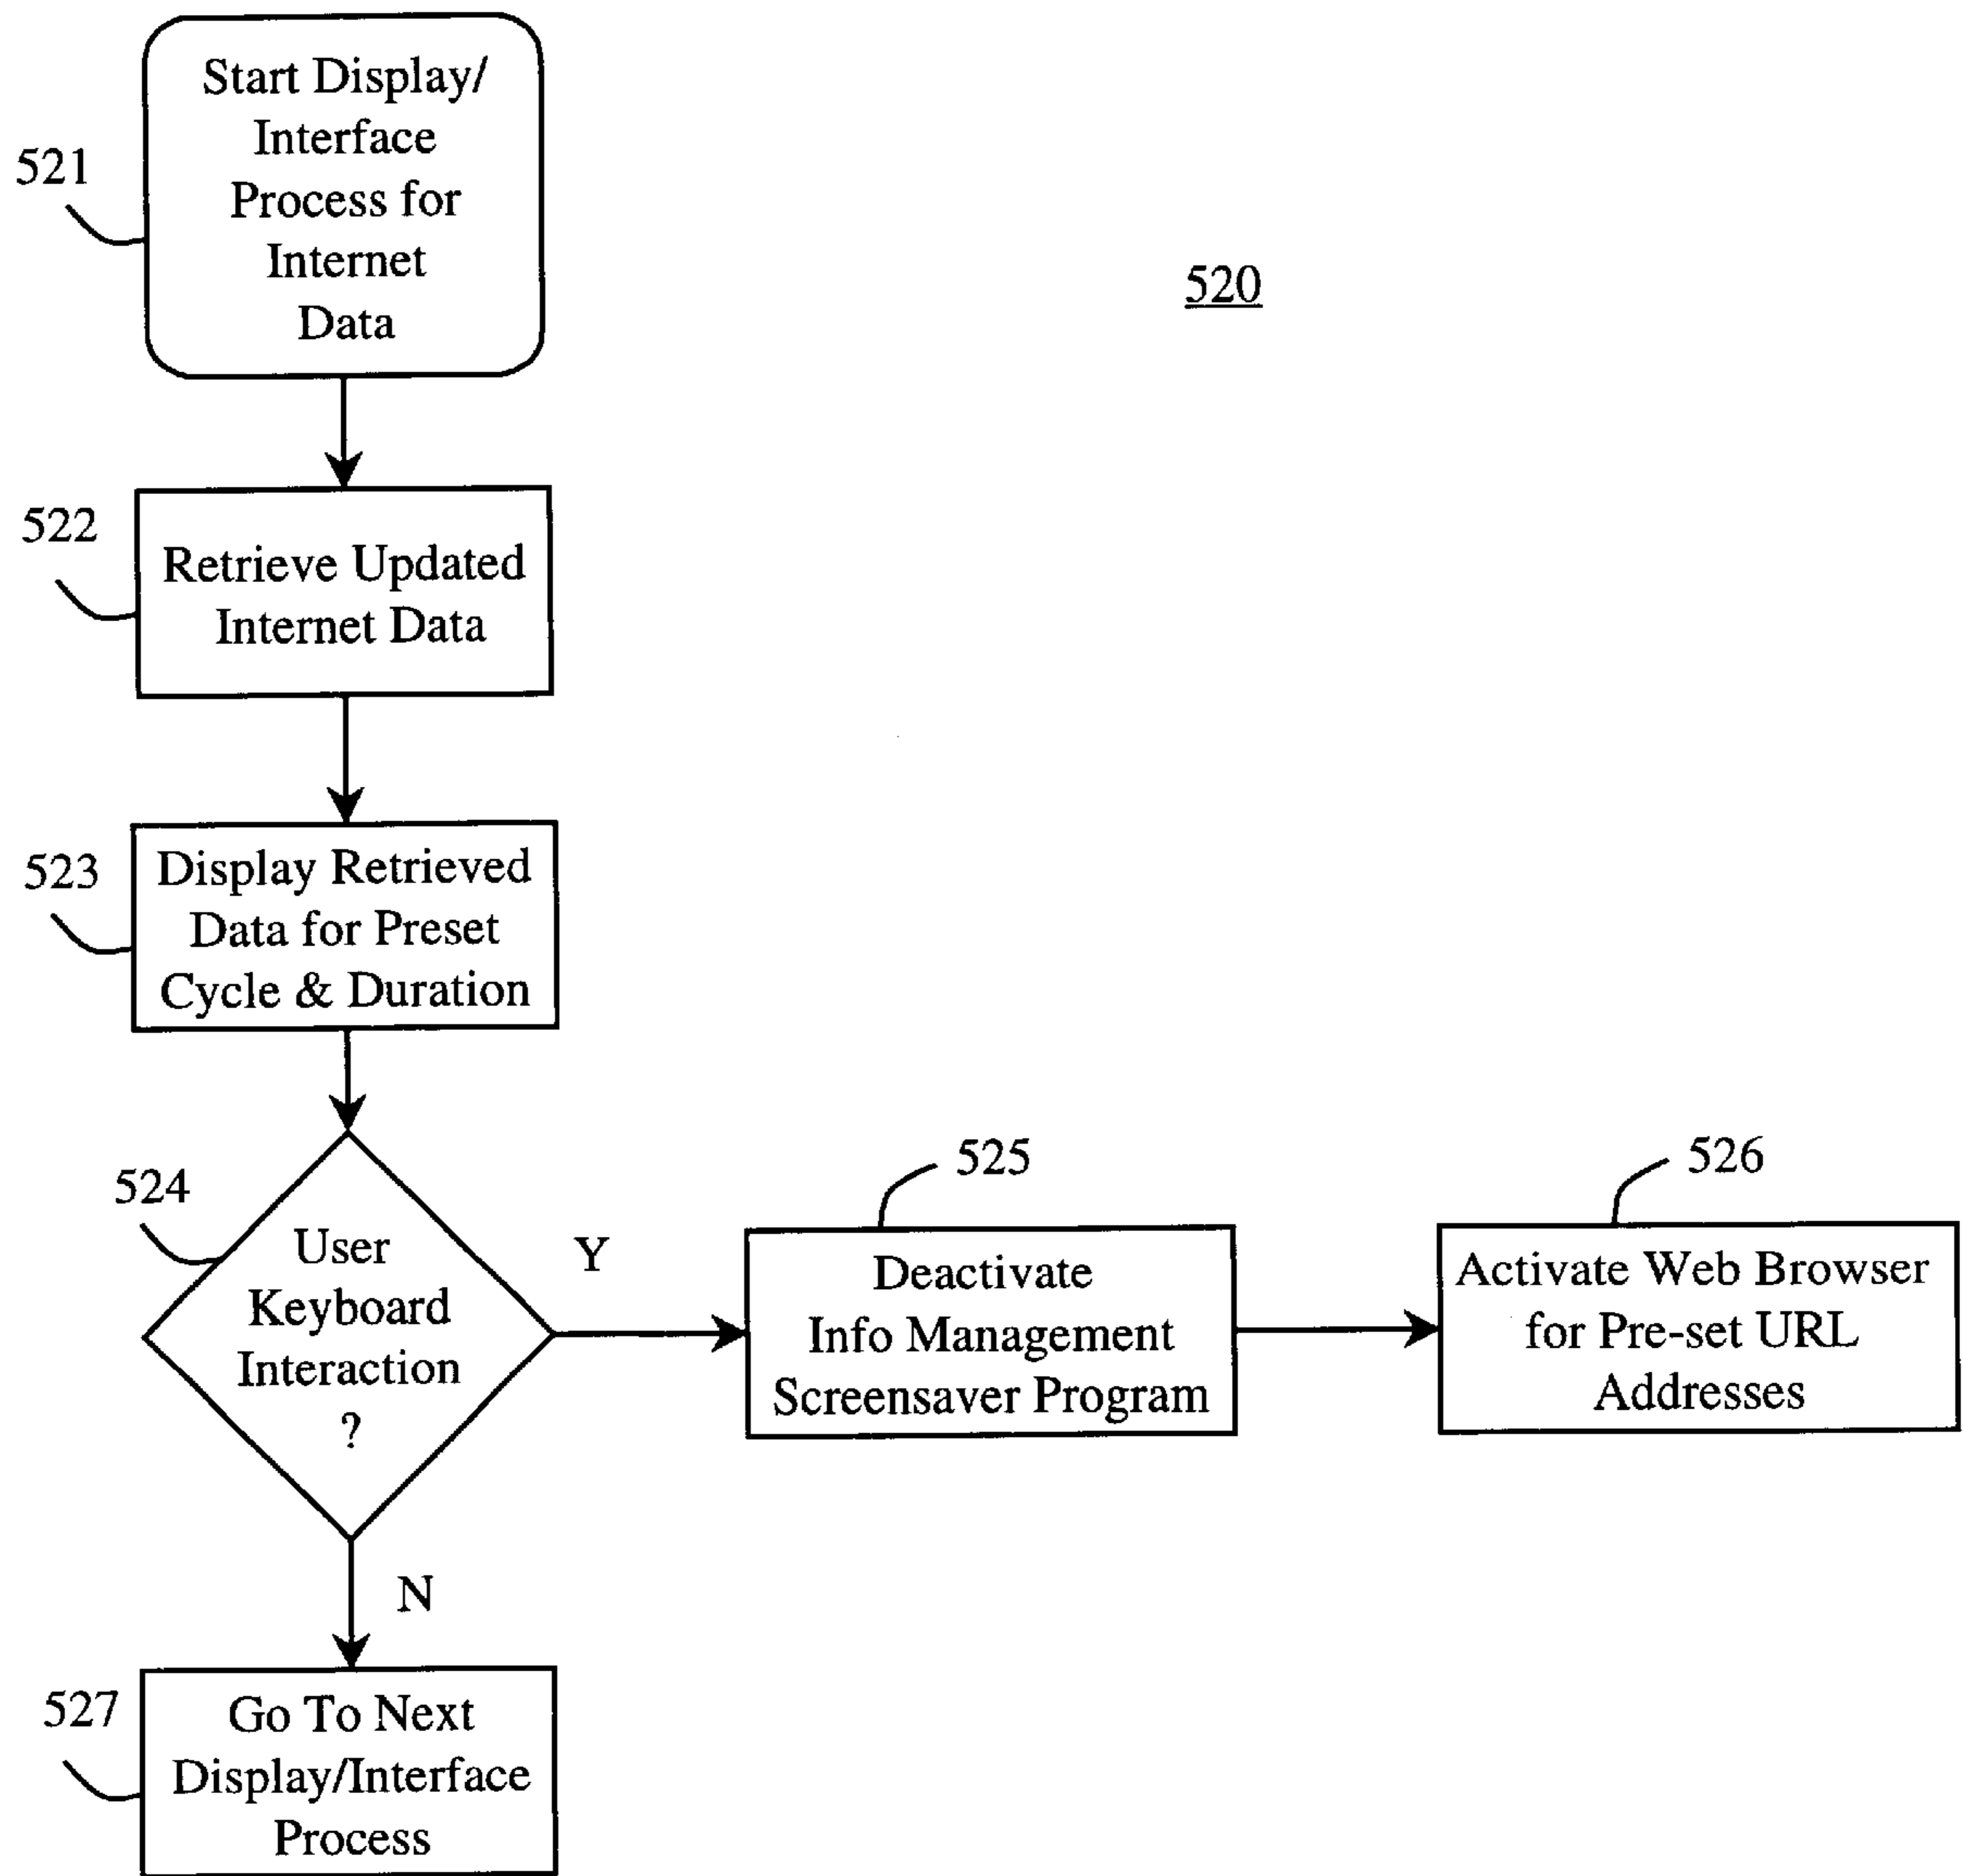 Start Display/
Interface
Process for
Internet
Data
521
520
522
Retrieve Updated
Internet Data
523
Display Retrieved
Data for Preset
Cycle & Duration
524
User
Keyboard
Interaction
?
Y
525
Deactivate
Info Management
Screensaver Program
526
Activate Web Browser
for Pre-set URL
Addresses
N
527
Go To Next
Display/Interface
Process